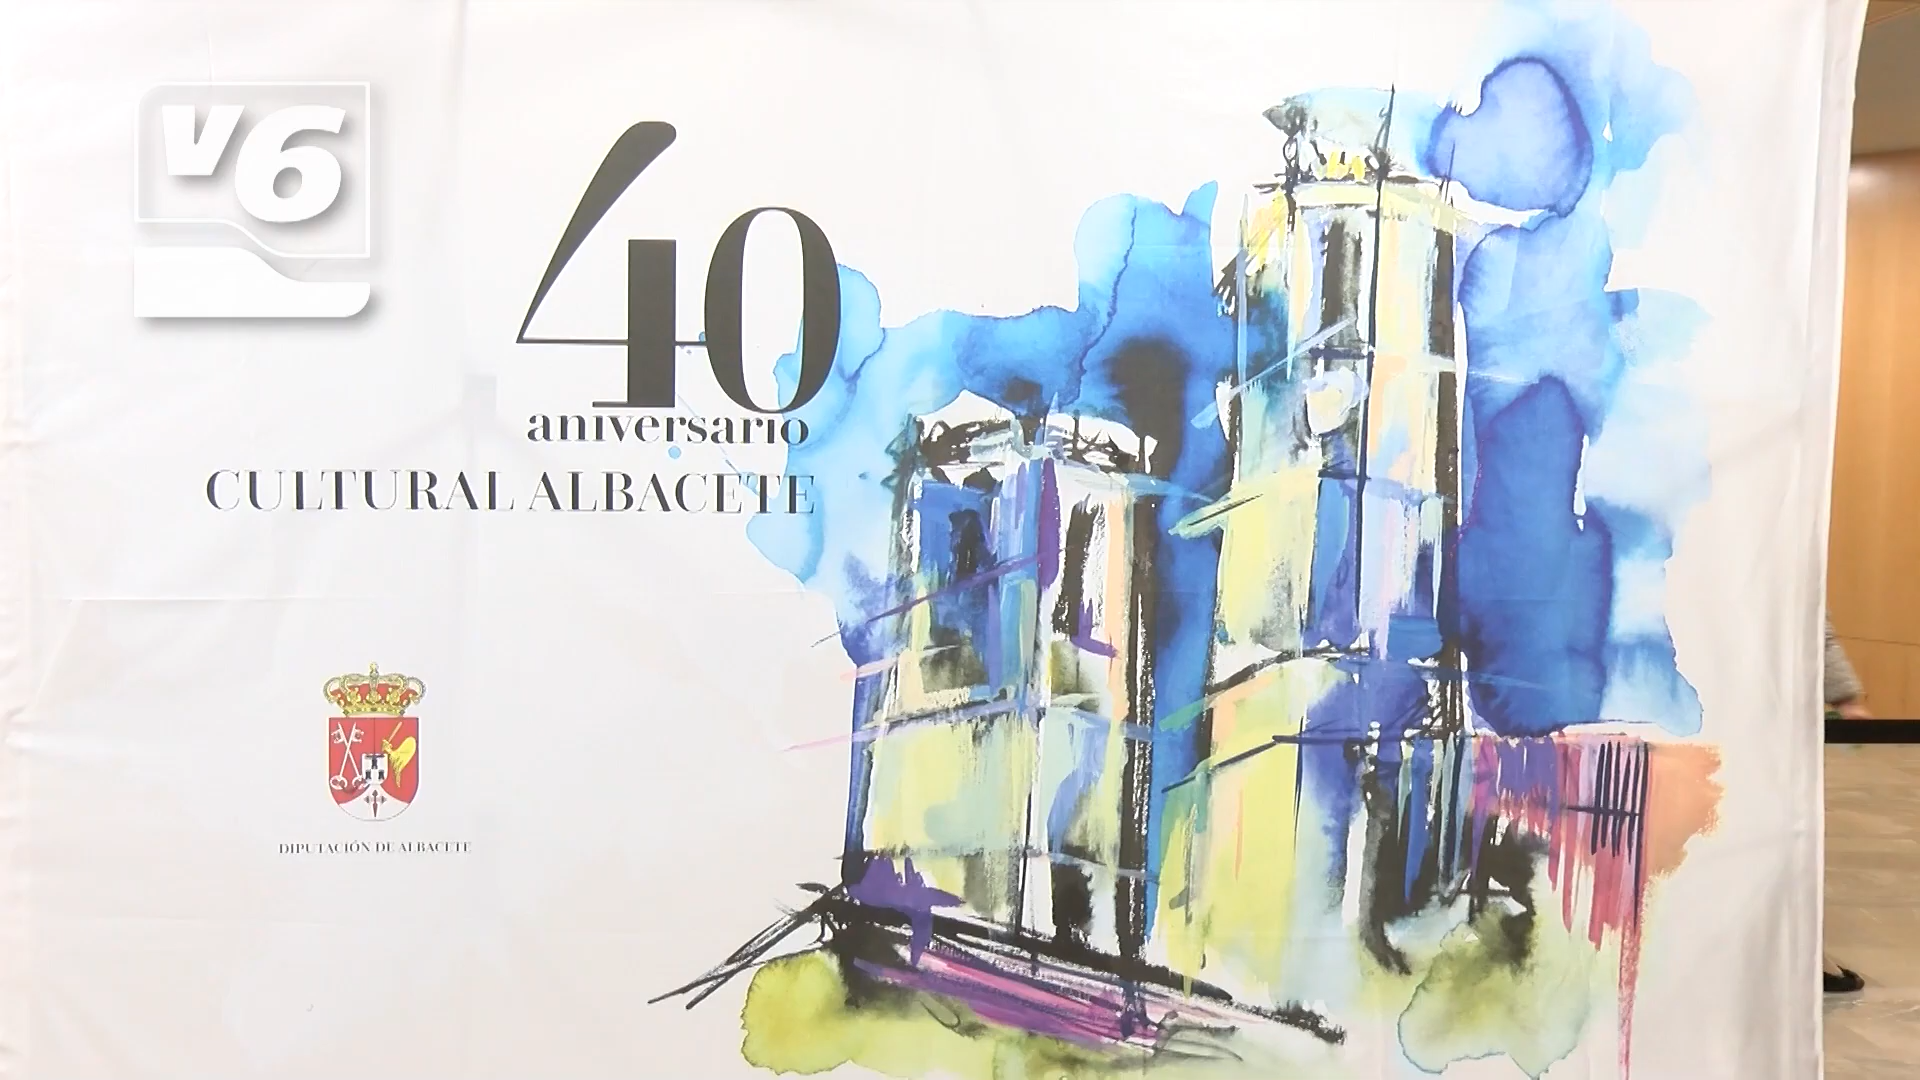 V6
40
aniversario
CULTURAL ALBACETE
DIPUTACIÓN DE ALBACETE